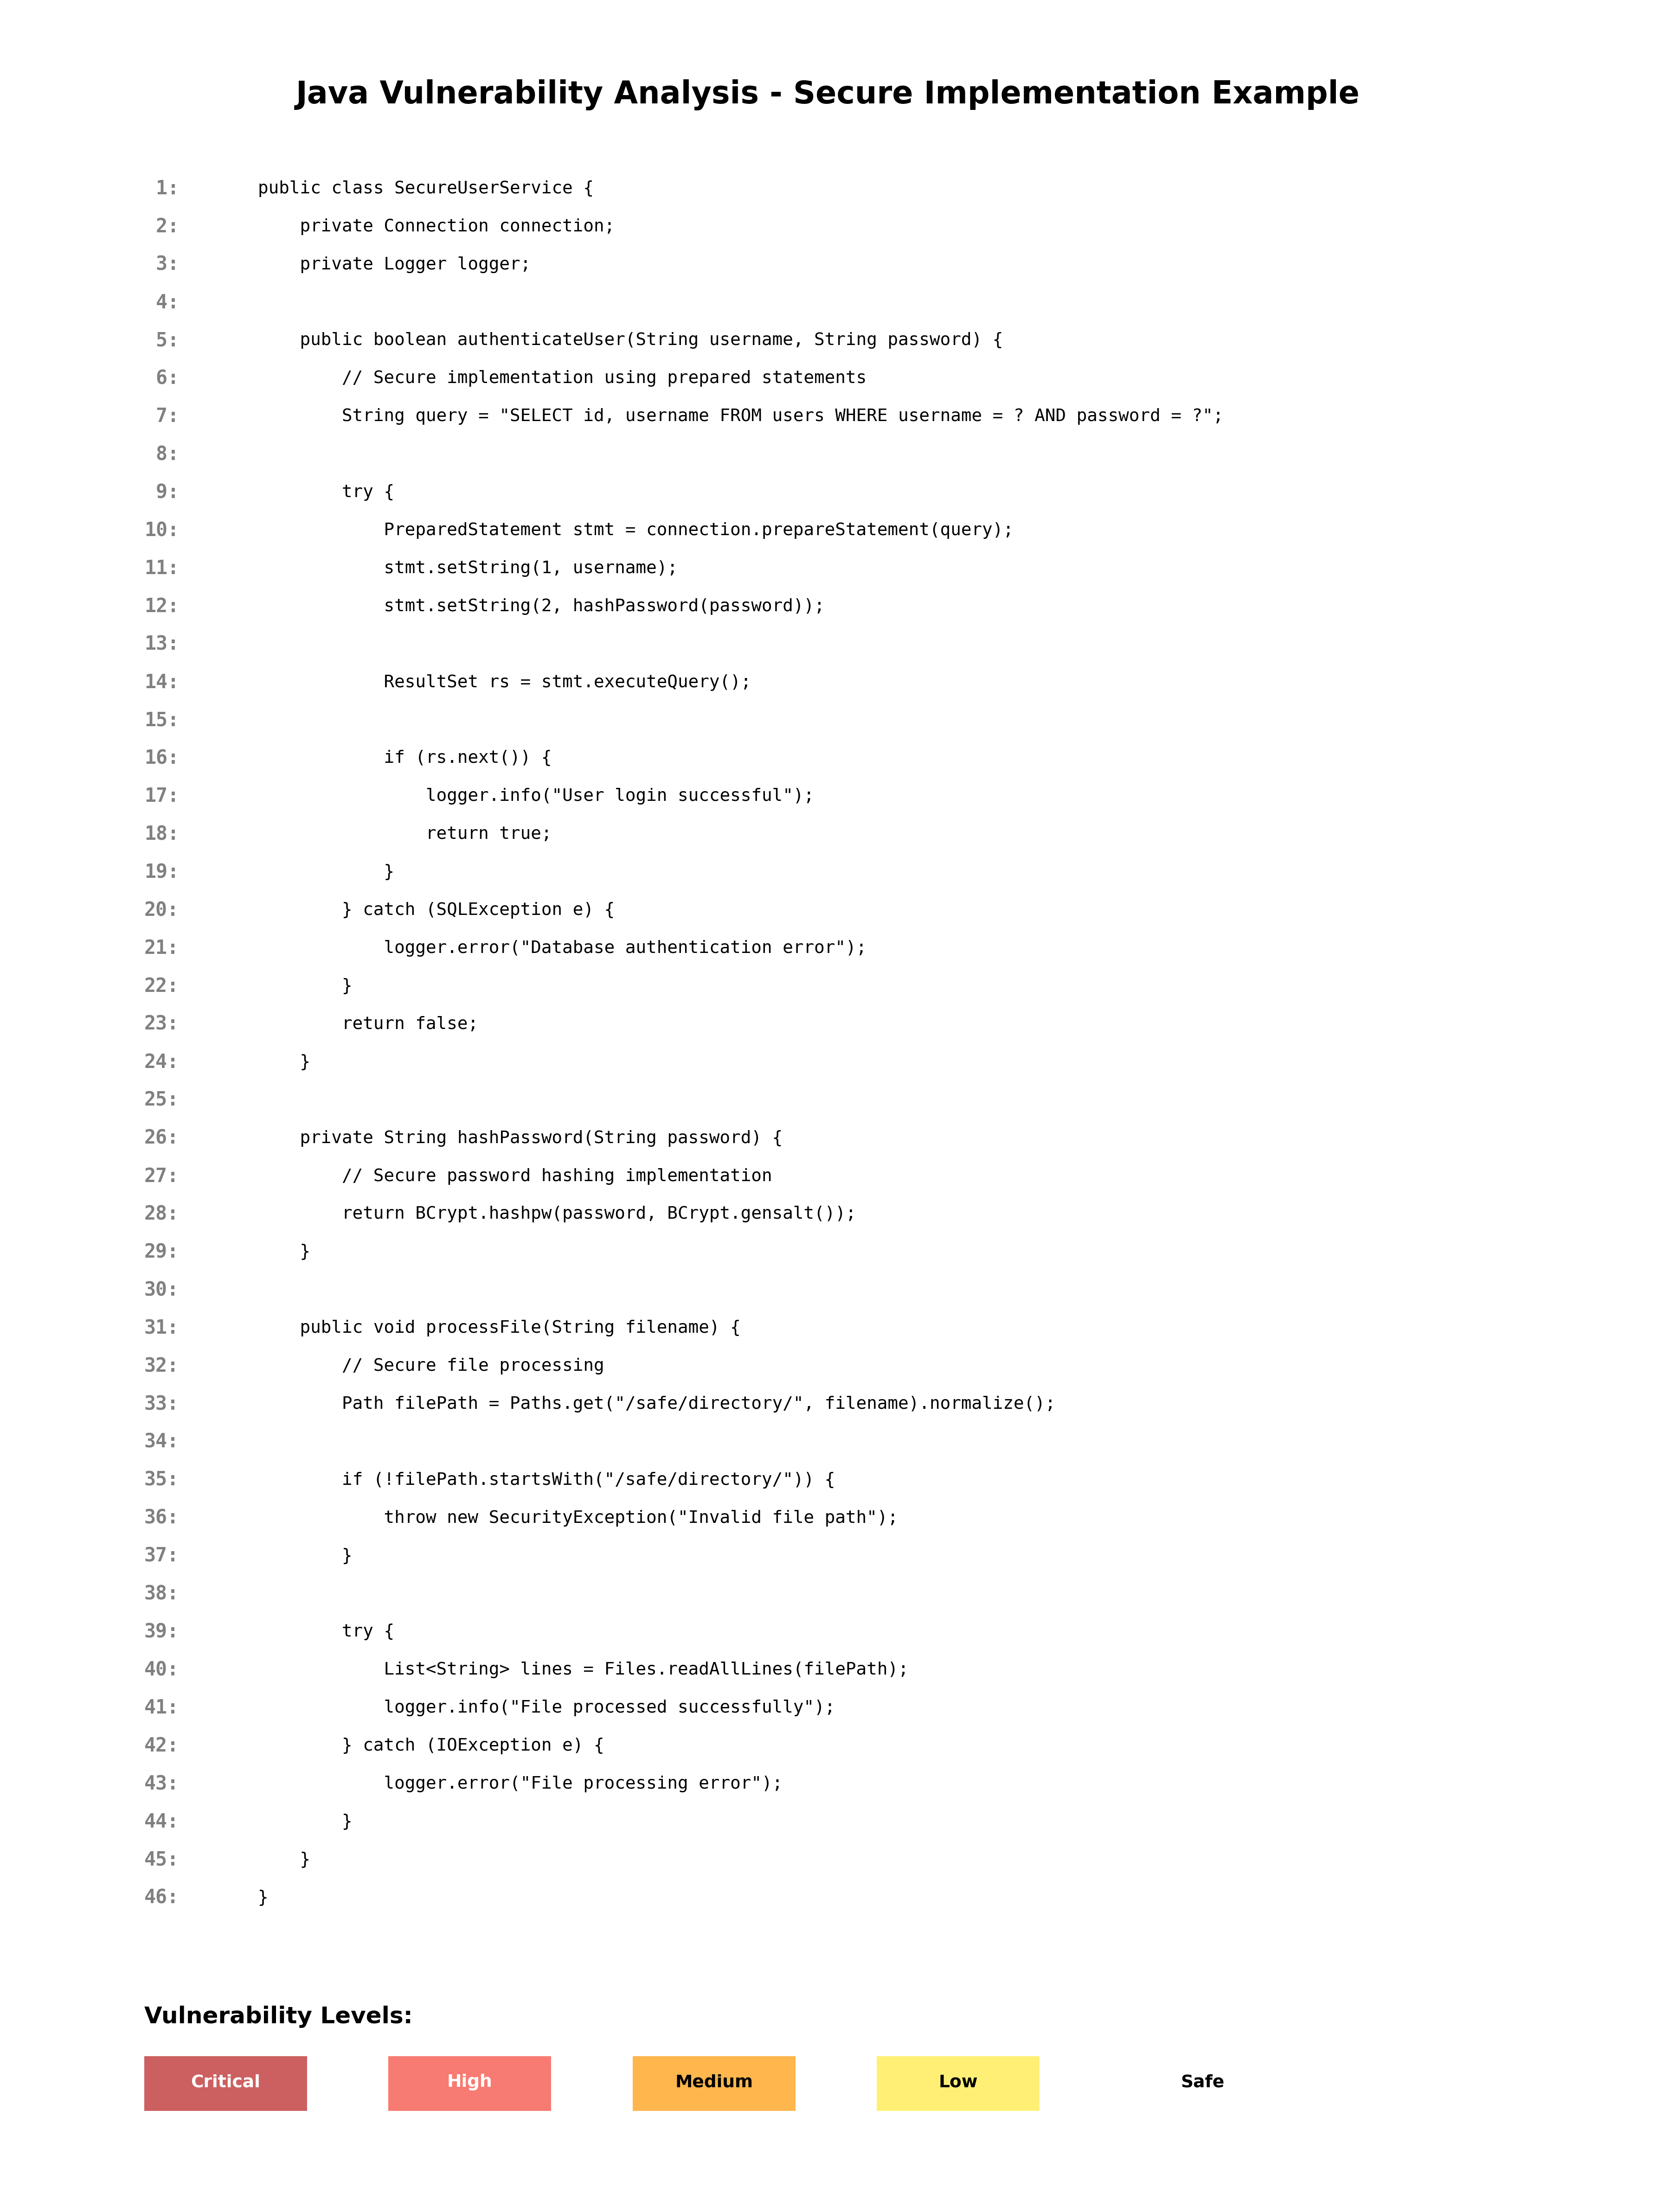 Java Vulnerability Analysis - Secure Implementation Example
1: public class SecureUserService {
2:     private Connection connection;
3:     private Logger logger;
4:
5:     public boolean authenticateUser(String username, String password) {
6:         // Secure implementation using prepared statements
7:         String query = "SELECT id, username FROM users WHERE username = ? AND password = ?";
8:
9:         try {
10:             PreparedStatement stmt = connection.prepareStatement(query);
11:             stmt.setString(1, username);
12:             stmt.setString(2, hashPassword(password));
13:
14:             ResultSet rs = stmt.executeQuery();
15:
16:             if (rs.next()) {
17:                 logger.info("User login successful");
18:                 return true;
19:             }
20:         } catch (SQLException e) {
21:             logger.error("Database authentication error");
22:         }
23:         return false;
24:     }
25:
26:     private String hashPassword(String password) {
27:         // Secure password hashing implementation
28:         return BCrypt.hashpw(password, BCrypt.gensalt());
29:     }
30:
31:     public void processFile(String filename) {
32:         // Secure file processing
33:         Path filePath = Paths.get("/safe/directory/", filename).normalize();
34:
35:         if (!filePath.startsWith("/safe/directory/")) {
36:             throw new SecurityException("Invalid file path");
37:         }
38:
39:         try {
40:             List<String> lines = Files.readAllLines(filePath);
41:             logger.info("File processed successfully");
42:         } catch (IOException e) {
43:             logger.error("File processing error");
44:         }
45:     }
46: }
Vulnerability Levels:
Critical High Medium Low Safe